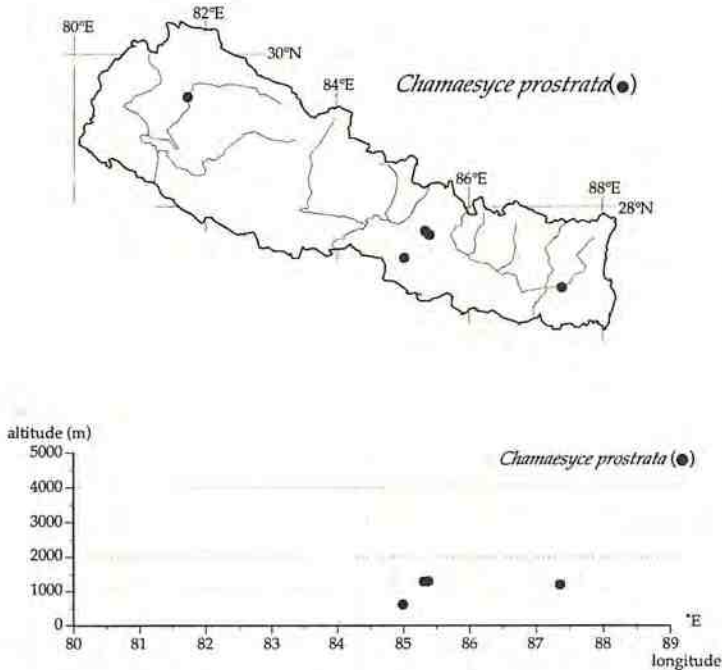 82°E
80°E
30°N
84°E
Chamaesyce prostrata (●)
86°E
88°E
28°N
altitude (m)
5000
Chamaesyce prostrata (●)
4000
3000
2000
1000
0
°E
80 81 82 83 84 85 86 87 88 89
longitude